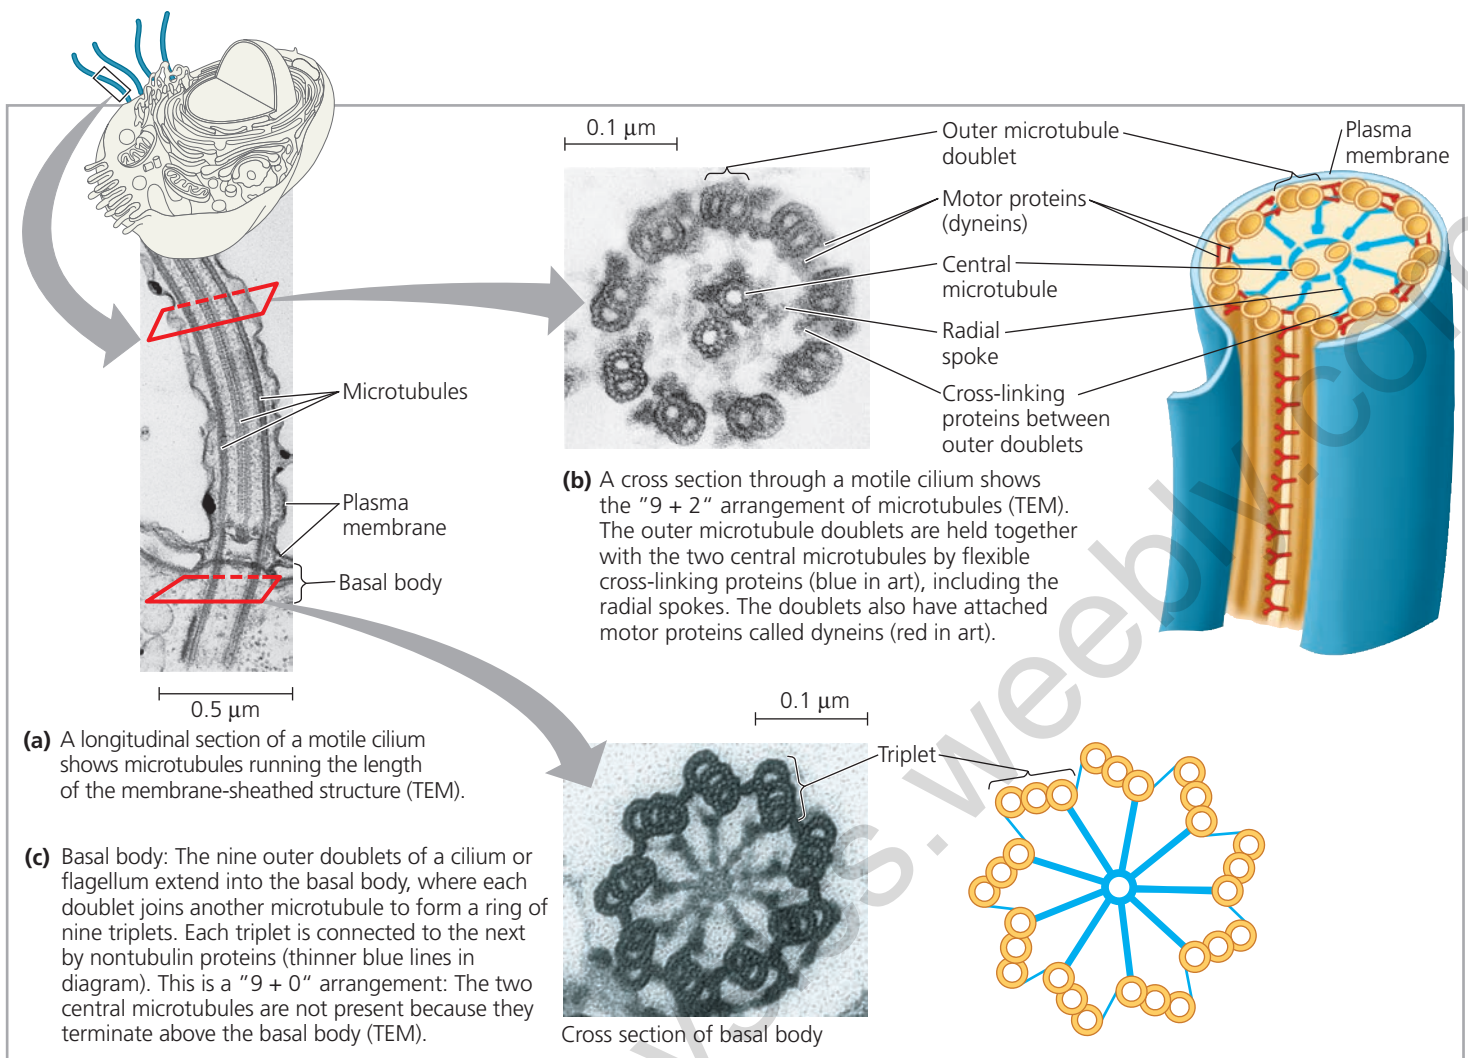 0.1 μm
Outer microtubule
doublet
Plasma
membrane
Motor proteins
(dyneins)
Central
microtubule
Radial
spoke
Cross-linking
proteins between
outer doublets
Microtubules
Plasma
membrane
Basal body
0.5 μm
(a) A longitudinal section of a motile cilium
shows microtubules running the length
of the membrane-sheathed structure (TEM).
(b) A cross section through a motile cilium shows
the "9 + 2" arrangement of microtubules (TEM).
The outer microtubule doublets are held together
with the two central microtubules by flexible
cross-linking proteins (blue in art), including the
radial spokes. The doublets also have attached
motor proteins called dyneins (red in art).
0.1 μm
Triplet
(c) Basal body: The nine outer doublets of a cilium or
flagellum extend into the basal body, where each
doublet joins another microtubule to form a ring of
nine triplets. Each triplet is connected to the next
by nontubulin proteins (thinner blue lines in
diagram). This is a "9 + 0" arrangement: The two
central microtubules are not present because they
terminate above the basal body (TEM).
Cross section of basal body
ysss.weebly.com